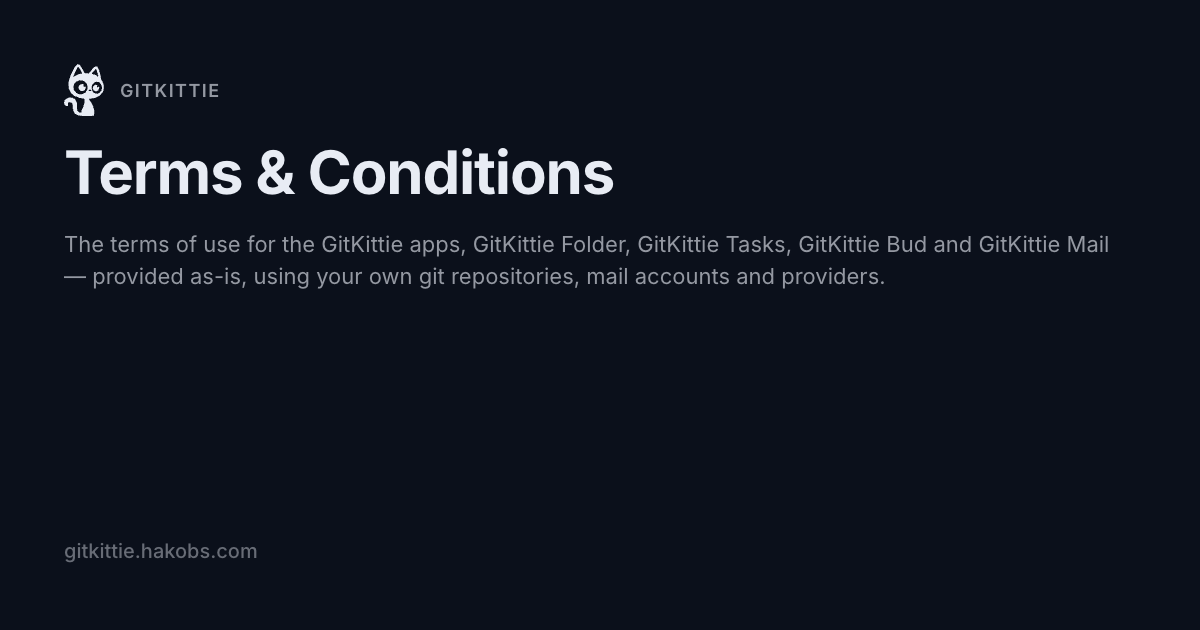 GITKITTIE
Terms & Conditions
The terms of use for the GitKittie apps, GitKittie Folder, GitKittie Tasks, GitKittie Bud and GitKittie Mail
— provided as-is, using your own git repositories, mail accounts and providers.
gitkittie.hakobs.com